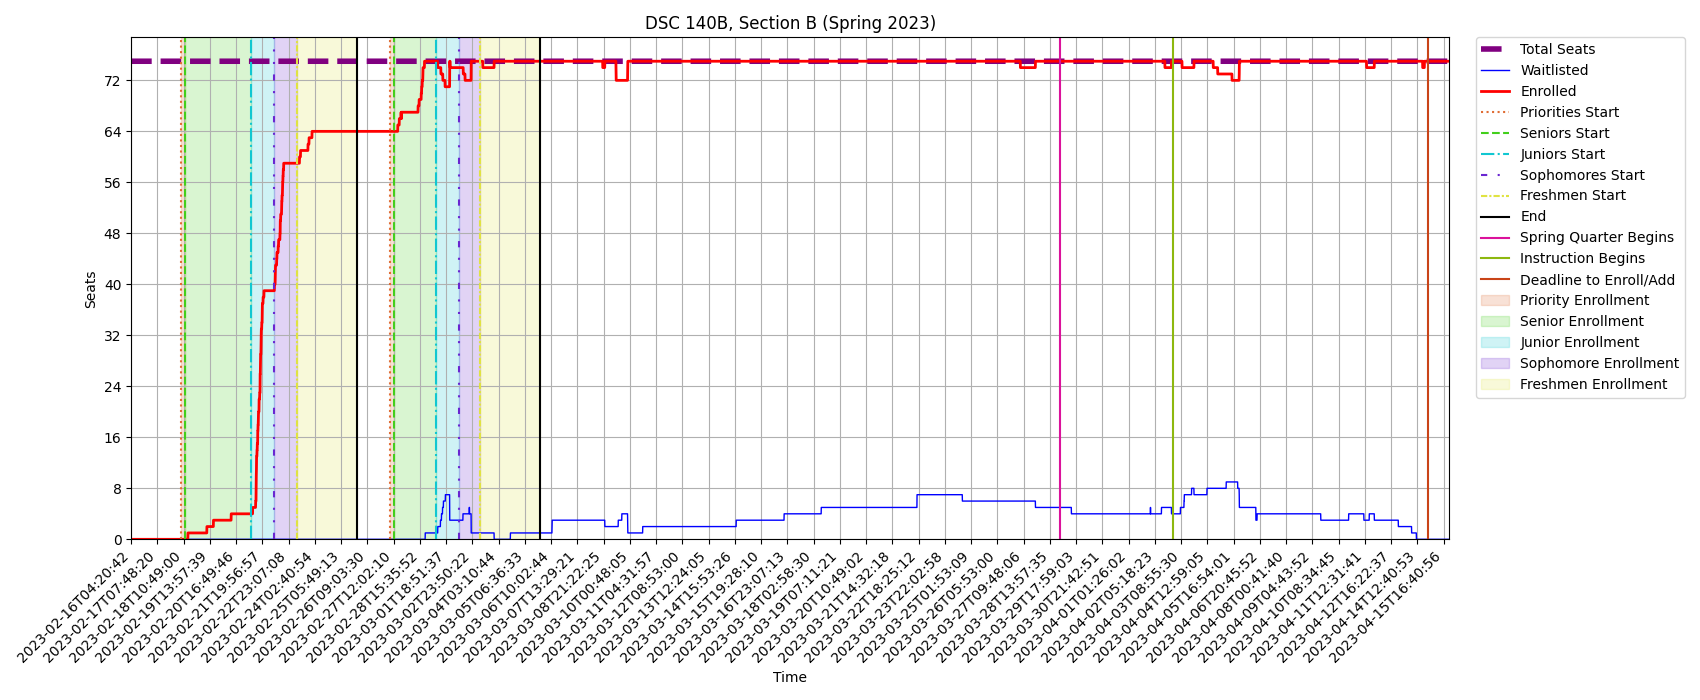 DSC 140B, Section B (Spring 2023)
Seats
72
64
56
48
40
32
24
16
8
0
2023-02-16T04:20:42
2023-02-17T07:48:20
2023-02-18T10:49:00
2023-02-19T13:57:39
2023-02-20T16:49:46
2023-02-21T19:56:57
2023-02-22T23:07:08
2023-02-24T02:40:54
2023-02-25T05:49:13
2023-02-26T09:03:30
2023-02-27T12:02:10
2023-02-28T15:35:52
2023-03-01T18:51:37
2023-03-02T23:50:22
2023-03-04T03:10:44
2023-03-05T06:36:33
2023-03-06T10:02:44
2023-03-07T13:29:21
2023-03-08T21:22:25
2023-03-10T00:48:05
2023-03-11T04:31:57
2023-03-12T08:53:00
2023-03-13T12:24:05
2023-03-14T15:53:26
2023-03-15T19:28:10
2023-03-16T23:07:13
2023-03-18T02:58:30
2023-03-19T07:11:21
2023-03-20T10:49:02
2023-03-21T14:32:18
2023-03-22T18:25:12
2023-03-23T22:02:58
2023-03-25T01:53:09
2023-03-26T05:53:00
2023-03-27T09:48:06
2023-03-28T13:57:35
2023-03-29T17:59:03
2023-03-30T21:42:51
2023-04-01T01:26:02
2023-04-02T05:18:23
2023-04-03T08:55:30
2023-04-04T12:59:05
2023-04-05T16:54:01
2023-04-06T20:45:52
2023-04-08T00:41:40
2023-04-09T04:43:52
2023-04-10T08:34:45
2023-04-11T12:31:41
2023-04-12T16:22:37
2023-04-14T12:40:53
2023-04-15T16:40:56
Time
Total Seats
Waitlisted
Enrolled
Priorities Start
Seniors Start
Juniors Start
Sophomores Start
Freshmen Start
End
Spring Quarter Begins
Instruction Begins
Deadline to Enroll/Add
Priority Enrollment
Senior Enrollment
Junior Enrollment
Sophomore Enrollment
Freshmen Enrollment